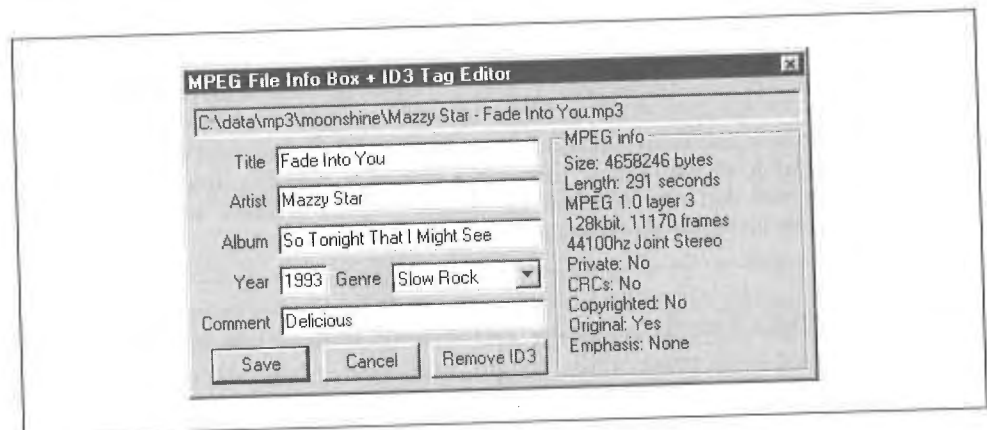 MPEG File Info Box + ID3 Tag Editor
C:\data\mp3\moonshine\Mazzy Star - Fade Into You.mp3
Title Fade Into You
Artist Mazzy Star
Album So Tonight That I Might See
Year 1993 Genre Slow Rock
Comment Delicious
Save Cancel Remove ID3
MPEG info
Size: 4658246 bytes
Length: 291 seconds
MPEG 1.0 layer 3
128kbit, 11170 frames
44100hz Joint Stereo
Private: No
CRCs: No
Copyrighted: No
Original: Yes
Emphasis: None